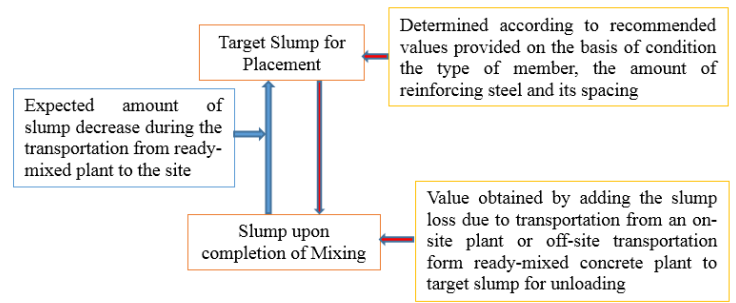 Target Slump for
Placement
Determined according to recommended
values provided on the basis of condition
the type of member, the amount of
reinforcing steel and its spacing
Expected amount of
slump decrease during the
transportation from ready-
mixed plant to the site
Slump upon
completion of Mixing
Value obtained by adding the slump
loss due to transportation from an on-
site plant or off-site transportation
form ready-mixed concrete plant to
target slump for unloading